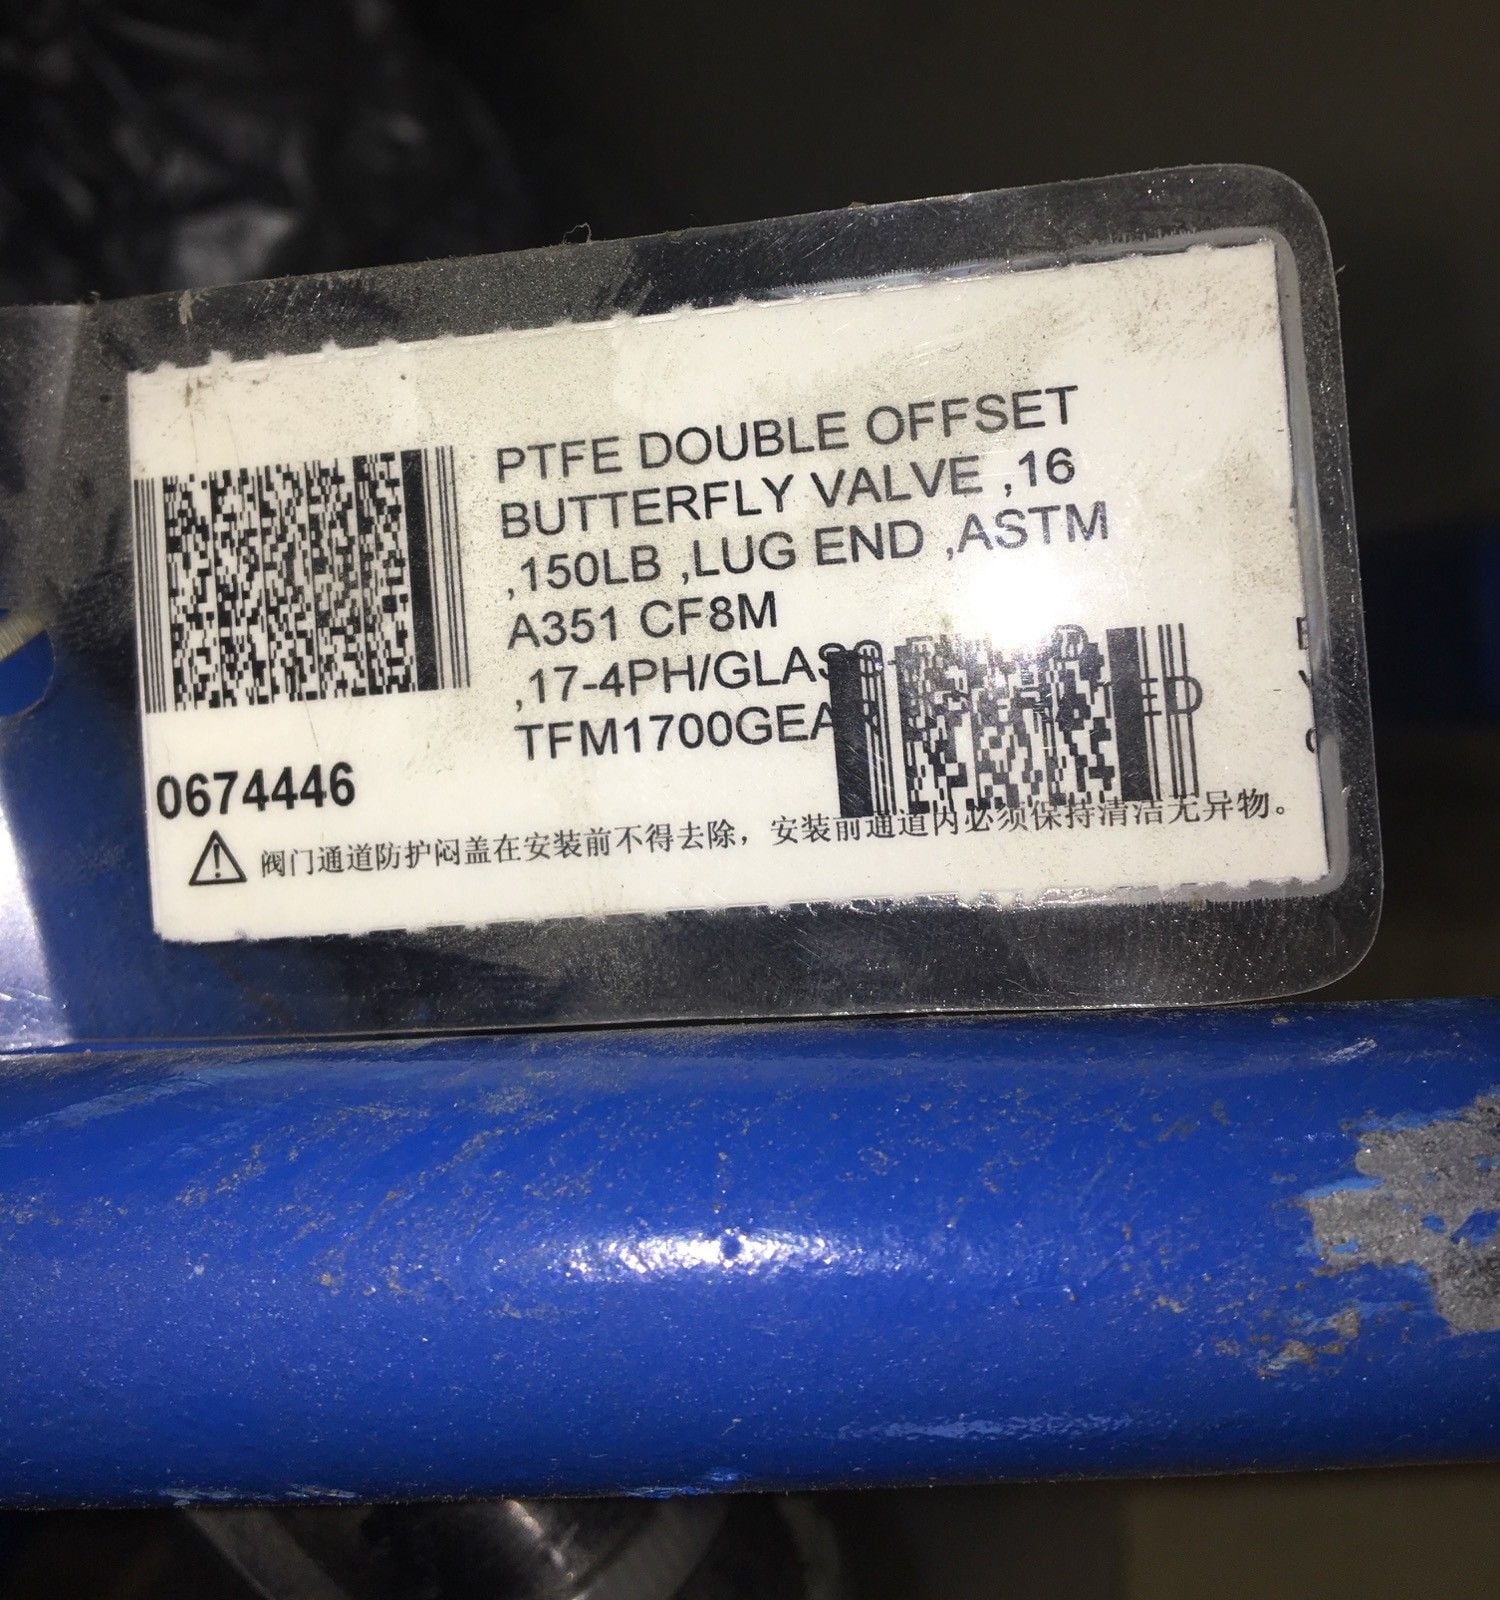 PTFE DOUBLE OFFSET
BUTTERFLY VALVE ,16
,150LB ,LUG END ,ASTM
A351 CF8M
,17-4PH/GLASS
TFM1700GEAR
0674446
阀门通道防护闷盖在安装前不得去除，安装前通道内必须保持清洁无异物。